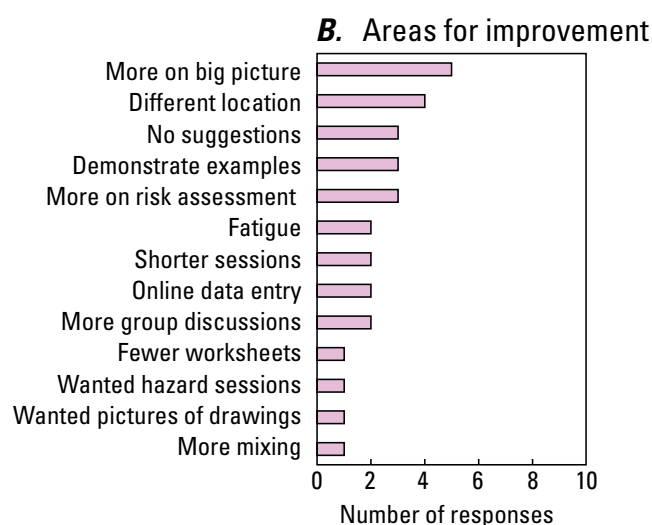 B. Areas for improvement
More on big picture
Different location
No suggestions
Demonstrate examples
More on risk assessment
Fatigue
Shorter sessions
Online data entry
More group discussions
Fewer worksheets
Wanted hazard sessions
Wanted pictures of drawings
More mixing
0 2 4 6 8 10
Number of responses